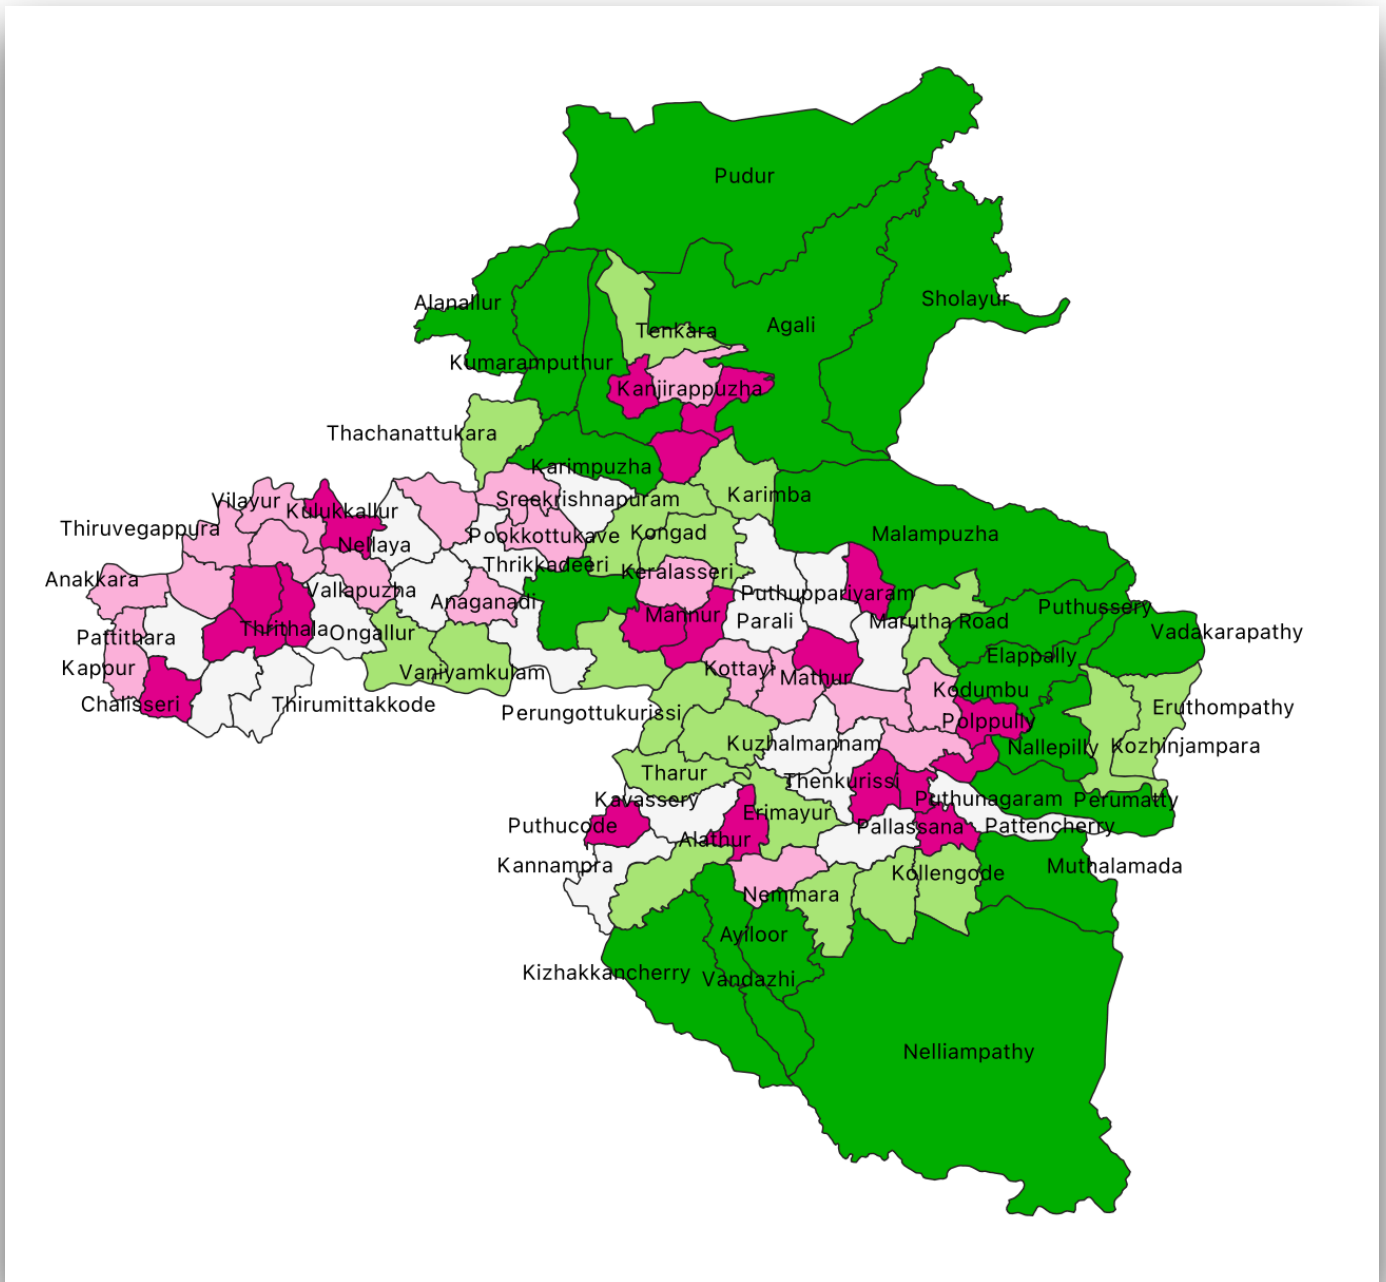 Pudur
Sholayur
Alanallur
Agali
Tenkara
Kumaramputhur
Kanjirappuzha
Thachanattukara
Karimpuzha
Karimba
Sreekrishnapuram
Vilayur
Kulukkallur
Thiruvegappura
Kongad
Malampuzha
Pookkottukave
Nellaya
Thrikkadeeri
Keralasseri
Anakkara
Vallapuzha
Puthuppariyaram
Anaganadi
Puthussery
Mannur
Parali
Marutha Road
Thrithala
Ongallur
Vadakarapathy
Pattithara
Elappally
Kappur
Kottayi
Vaniyamkulam
Mathur
Kodumbu
Chalisseri
Thirumittakkode
Eruthompathy
Perungottukurissi
Polppully
Kuzhalmannam
Nallepilly
Kozhinjampara
Tharur
Thenkurissi
Kavassery
Puthunagaram
Perumatty
Erimayur
Puthucode
Pallassana
Pattencherry
Alathur
Kannampra
Muthalamada
Kollengode
Nemmara
Ayiloor
Kizhakkancherry
Vandazhi
Nelliampathy